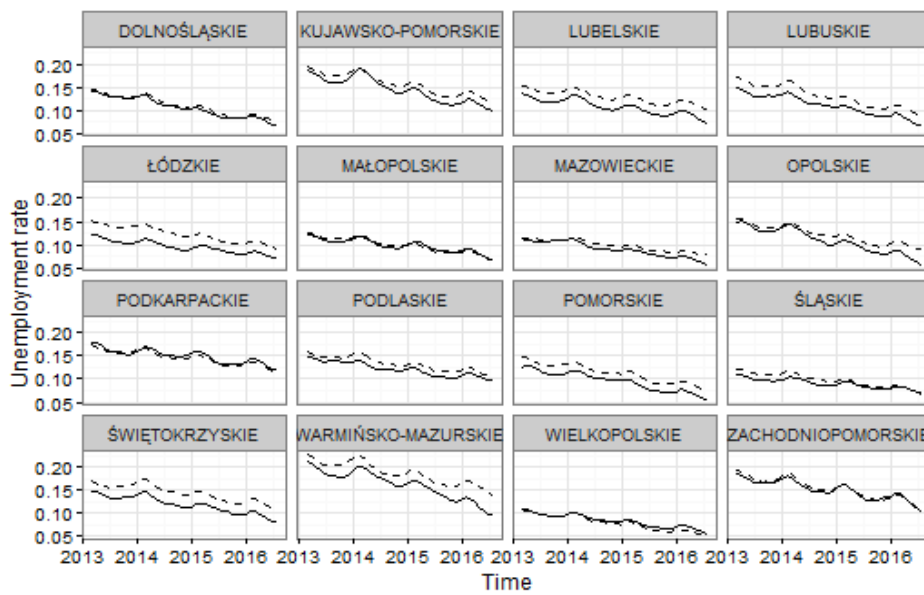 DOLNOŚLĄSKIE KUJAWSKO-POMORSKIE LUBELSKIE LUBUSKIE
0.20
0.15
0.10
0.05
ŁÓDZKIE MAŁOPOLSKIE MAZOWIECKIE OPOLSKIE
0.20
0.15
0.10
0.05
Unemployment rate
PODKARPACKIE PODLASKIE POMORSKIE ŚLĄSKIE
0.20
0.15
0.10
0.05
ŚWIĘTOKRZYSKIE WARMIŃSKO-MAZURSKIE WIELKOPOLSKIE ZACHODNIOPOMORSKIE
0.20
0.15
0.10
0.05
2013 2014 2015 2016 2013 2014 2015 2016 2013 2014 2015 2016 2013 2014 2015 2016
Time